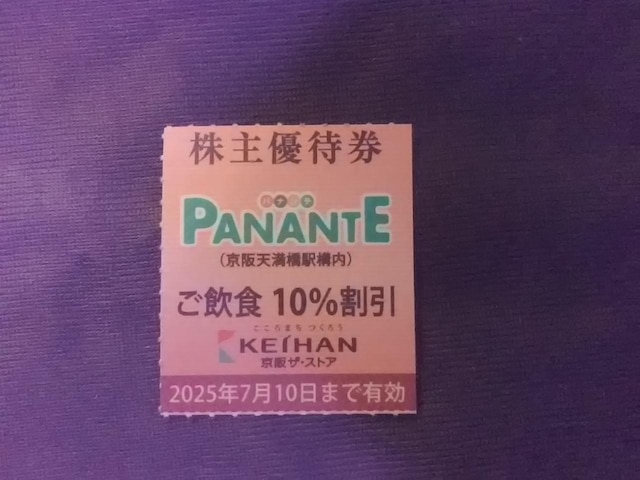 株主優待券
パナンテ
PANANTE
(京阪天満橋駅構内)
ご飲食 10%割引
こころまち つくろう
KEIHAN
京阪ザ・ストア
2025年7月10日まで有効